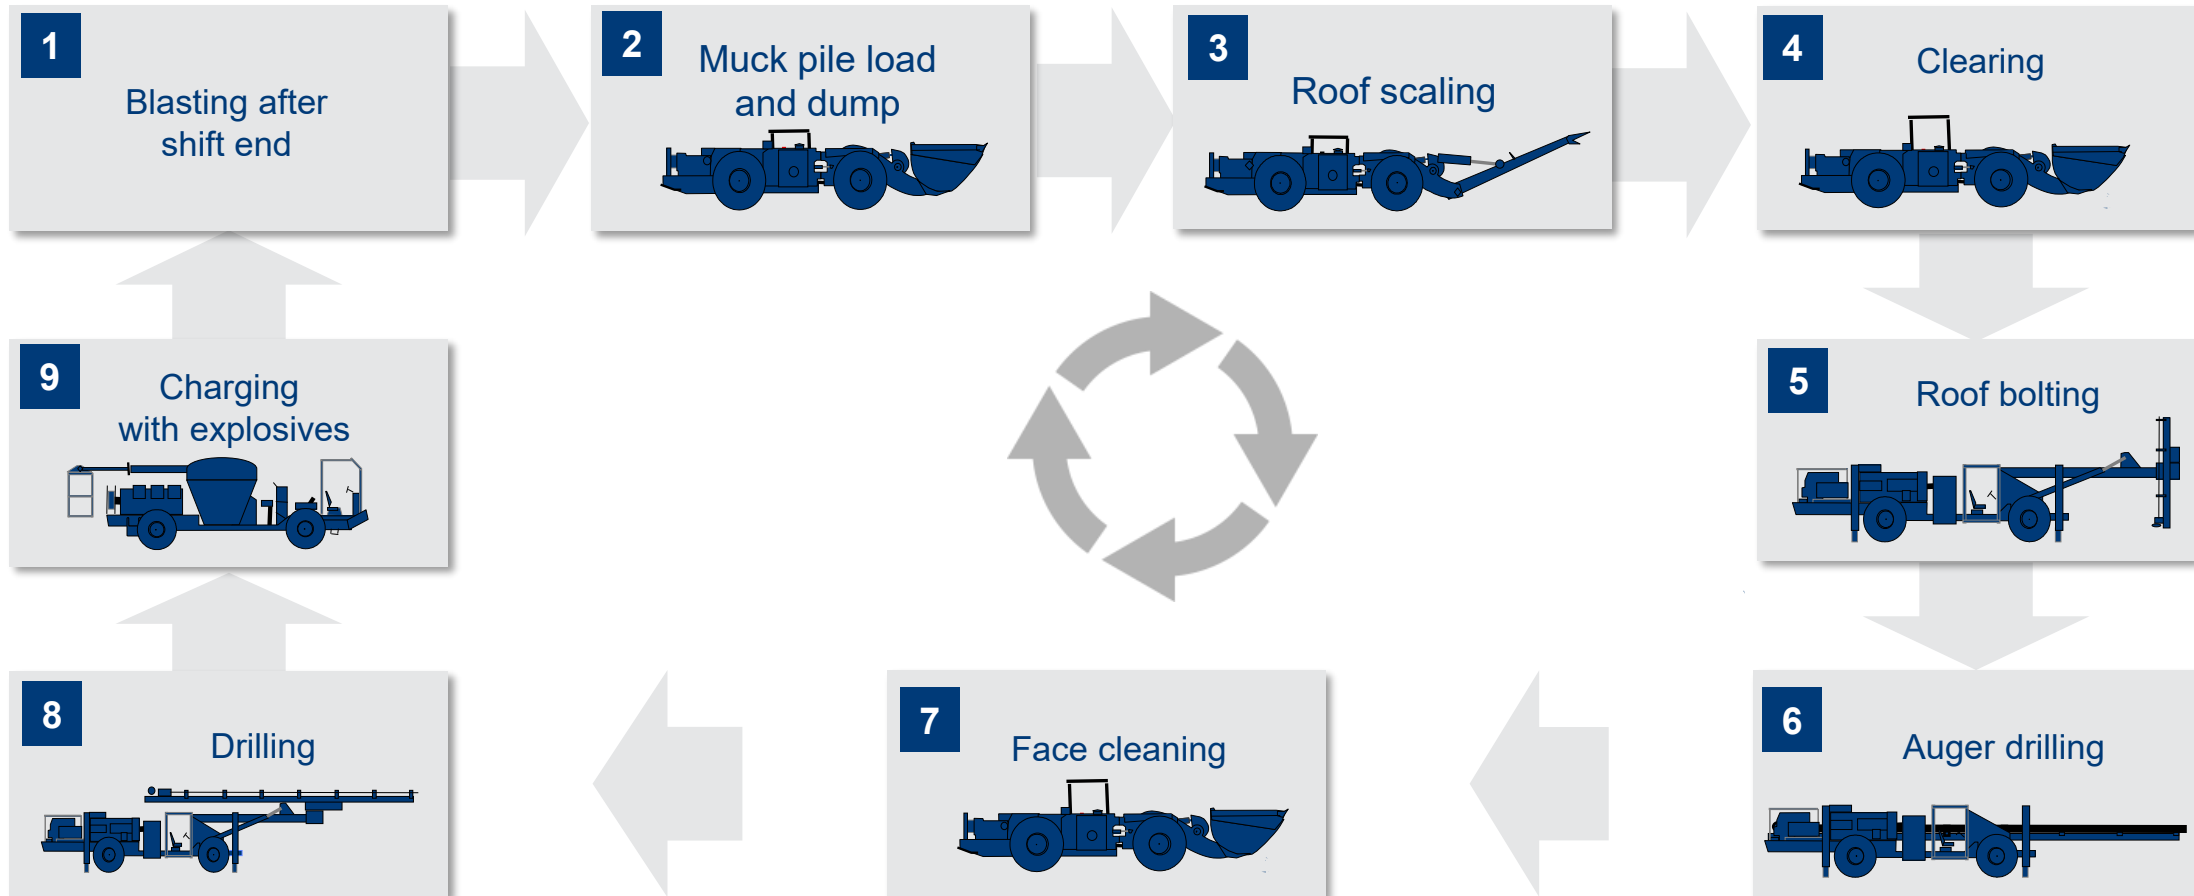 1
Blasting after
shift end
2
Muck pile load
and dump
3
Roof scaling
4
Clearing
5
Roof bolting
6
Auger drilling
7
Face cleaning
8
Drilling
9
Charging
with explosives